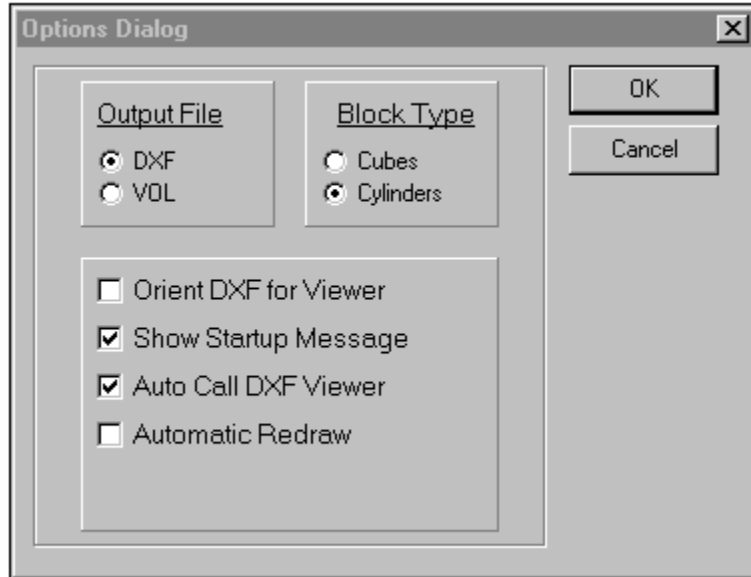 Options Dialog
Output File
DXF
VOL
Block Type
Cubes
Cylinders
OK
Cancel
Orient DXF for Viewer
Show Startup Message
Auto Call DXF Viewer
Automatic Redraw